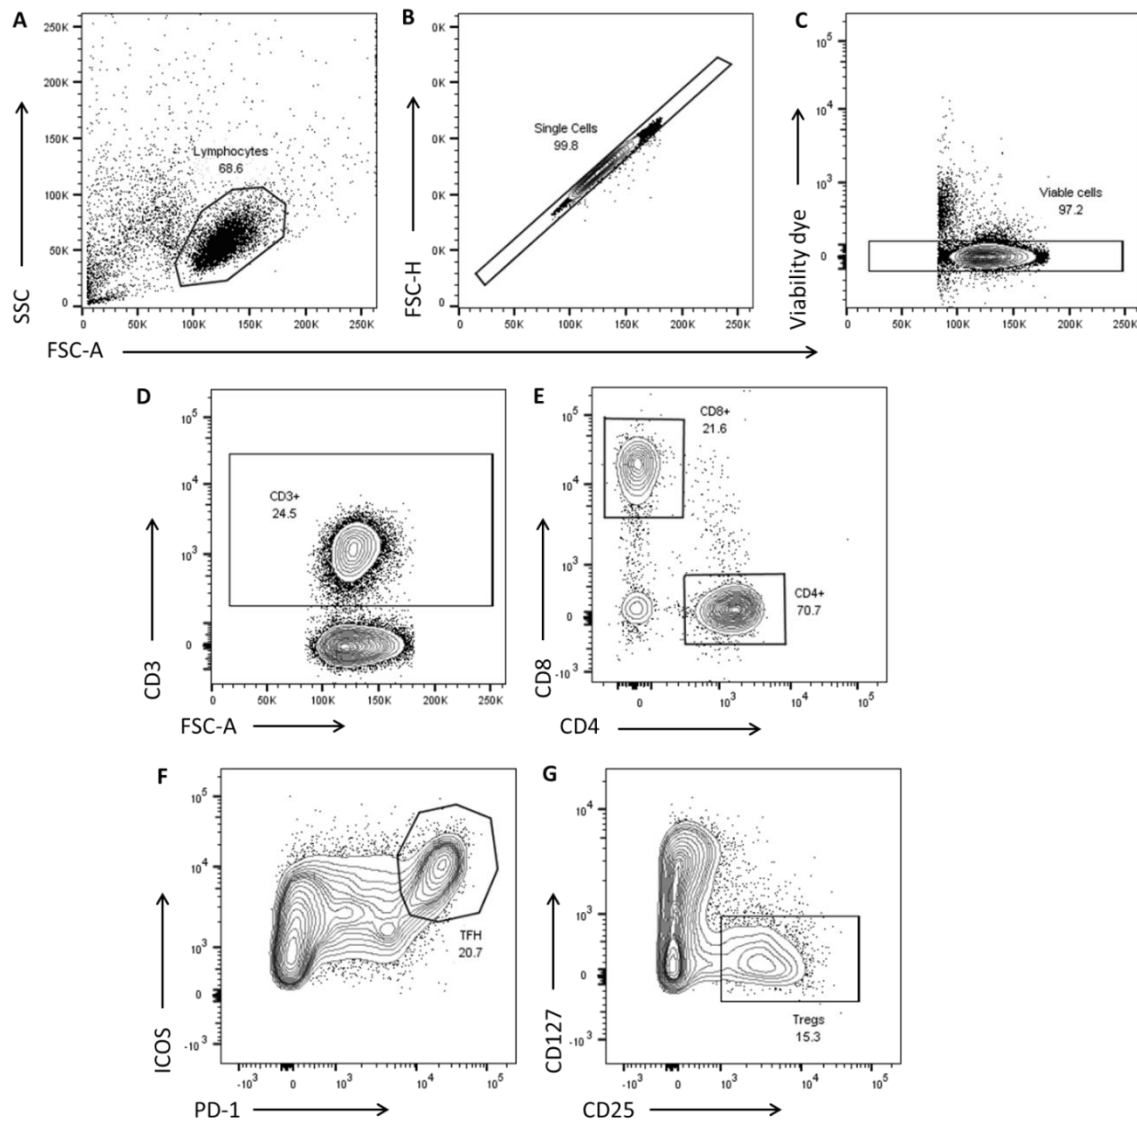 A
B
C
250K
200K
150K
100K
50K
0
Lymphocytes
68.6
SSC
0 50K 100K 150K 200K 250K
FSC-A
0K
0K
0K
0K
0K
0
Single Cells
99.8
FSC-H
0 50K 100K 150K 200K 250K
10^5
10^4
10^3
0
Viable cells
97.2
Viability dye
0 50K 100K 150K 200K 250K
D
E
10^5
10^4
10^3
0
CD3+
24.5
CD3
0 50K 100K 150K 200K 250K
FSC-A
10^5
10^4
10^3
0
-10^3
CD8+
21.6
CD4+
70.7
CD8
0 10^3 10^4 10^5
CD4
F
G
10^5
10^4
10^3
0
-10^3
TFH
20.7
ICOS
-10^3 0 10^3 10^4 10^5
PD-1
10^4
10^3
0
-10^3
Tregs
15.3
CD127
-10^3 0 10^3 10^4 10^5
CD25